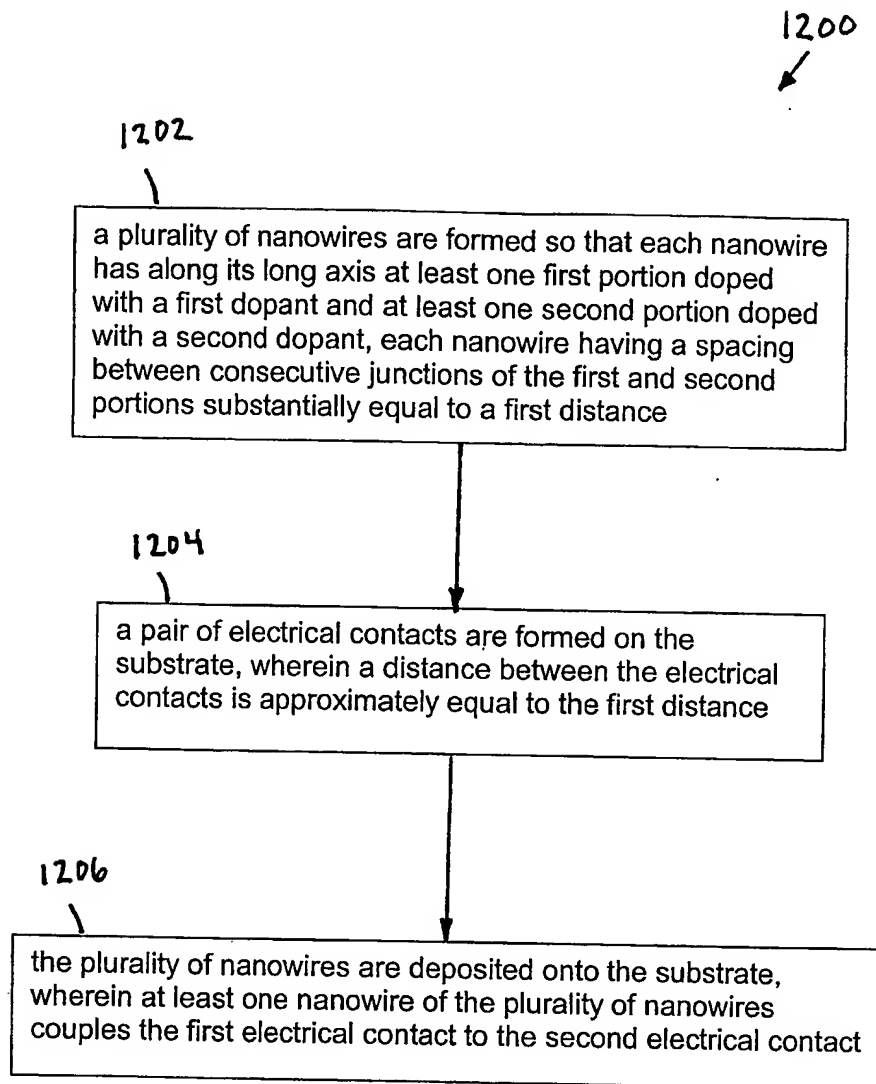 1200
1202
a plurality of nanowires are formed so that each nanowire
has along its long axis at least one first portion doped
with a first dopant and at least one second portion doped
with a second dopant, each nanowire having a spacing
between consecutive junctions of the first and second
portions substantially equal to a first distance
1204
a pair of electrical contacts are formed on the
substrate, wherein a distance between the electrical
contacts is approximately equal to the first distance
1206
the plurality of nanowires are deposited onto the substrate,
wherein at least one nanowire of the plurality of nanowires
couples the first electrical contact to the second electrical contact